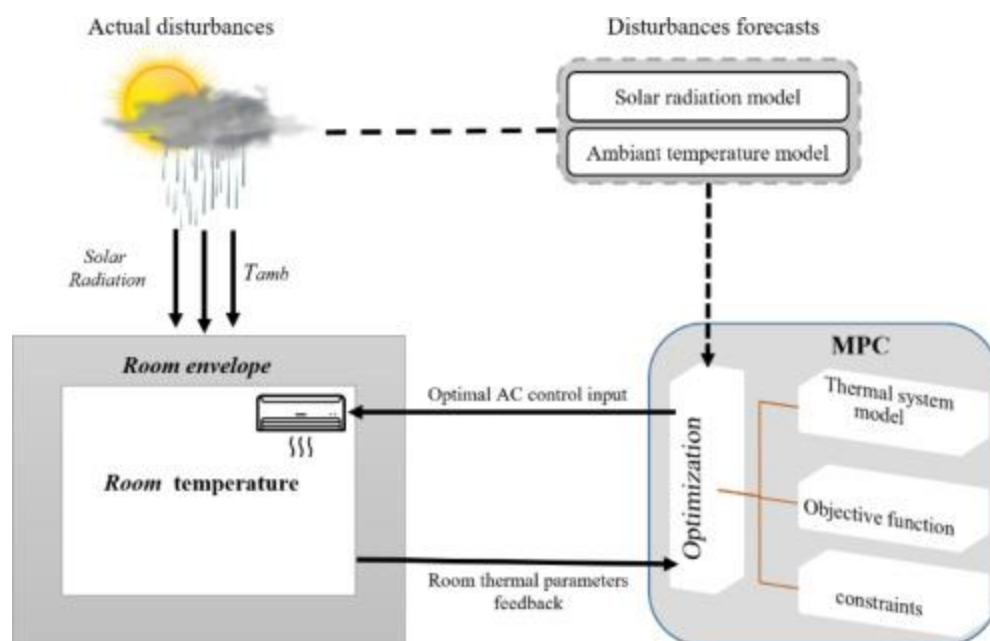 Actual disturbances
Disturbances forecasts
Solar radiation model
Ambiant temperature model
Solar
Radiation
Tamb
Room envelope
Room temperature
Optimal AC control input
Room thermal parameters
feedback
MPC
Optimization
Thermal system
model
Objective function
constraints